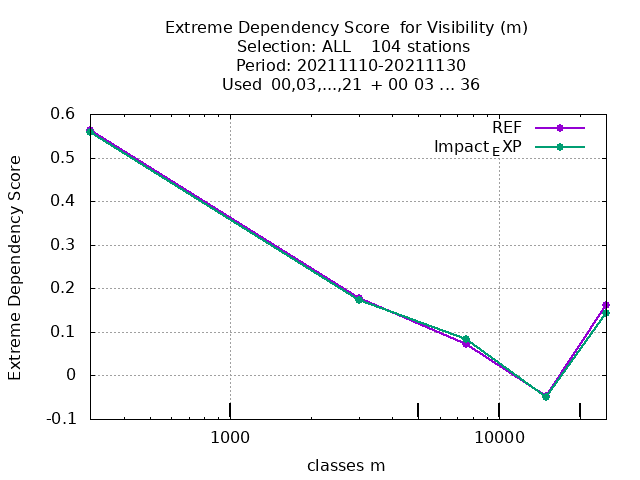 Extreme Dependency Score  for Visibility (m)
Selection: ALL    104 stations
Period: 20211110-20211130
Used  00,03,...,21  + 00 03 ... 36
REF
Impact_EXP
Extreme Dependency Score
0.6
0.5
0.4
0.3
0.2
0.1
0
-0.1
1000
10000
classes m